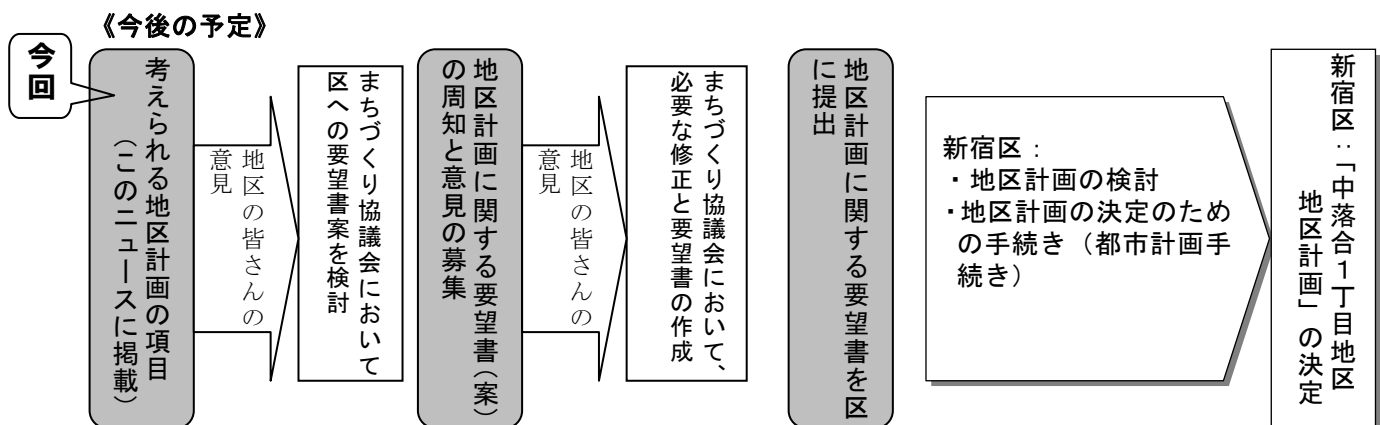 《今後の予定》
今回
考えられる地区計画の項目
（このニュースに掲載）
地区の皆さんの
意見
まちづくり協議会において
区への要望書案を検討
地区計画に関する要望書（案）
の周知と意見の募集
地区の皆さんの
意見
まちづくり協議会において、
必要な修正と要望書の作成
地区計画に関する要望書を区
に提出
新宿区：
・地区計画の検討
・地区計画の決定のため
の手続き（都市計画手
続き）
新宿区：「中落合１丁目地区
地区計画」の決定